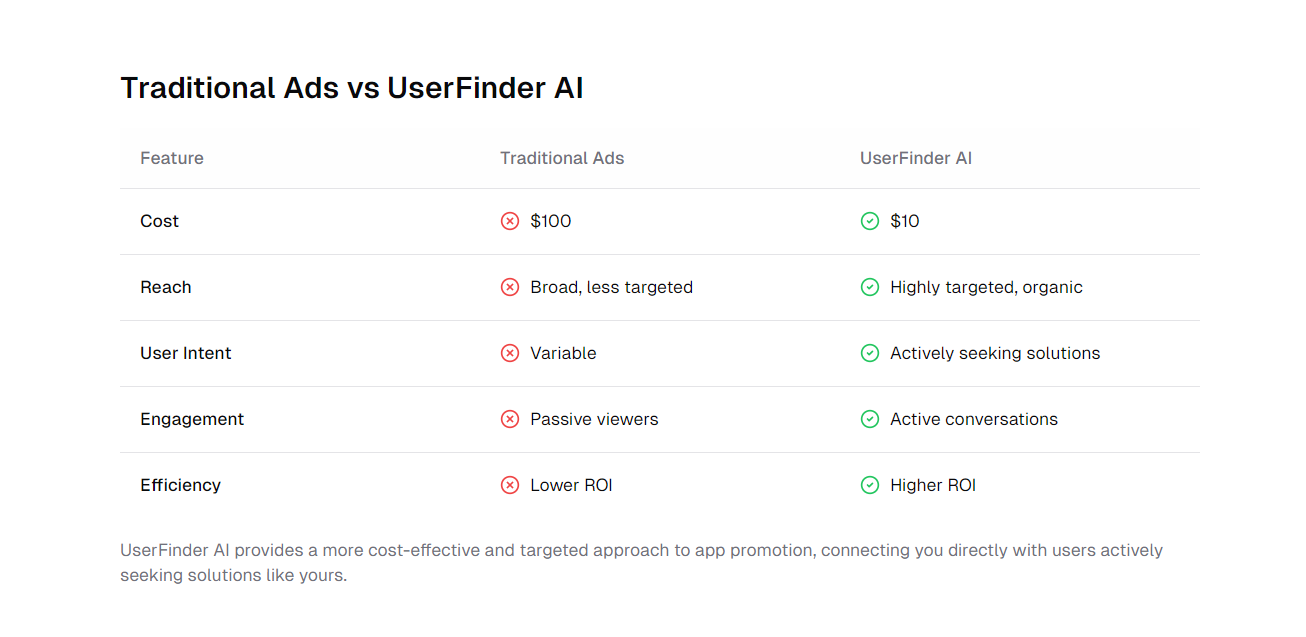 Traditional Ads vs UserFinder AI
Feature Traditional Ads UserFinder AI
Cost $100 $10
Reach Broad, less targeted Highly targeted, organic
User Intent Variable Actively seeking solutions
Engagement Passive viewers Active conversations
Efficiency Lower ROI Higher ROI
UserFinder AI provides a more cost-effective and targeted approach to app promotion, connecting you directly with users actively
seeking solutions like yours.